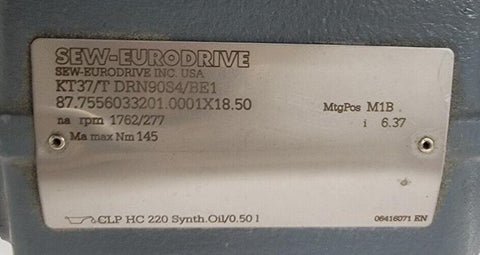 SEW-EURODRIVE
SEW-EURODRIVE INC. USA
KT37/T DRN90S4/BE1
87.7556033201.0001X18.50
MtgPos M1B
na rpm 1762/277
i 6.37
Ma max Nm 145
CLP HC 220 Synth.Oil/0.50 l
06416071 EN